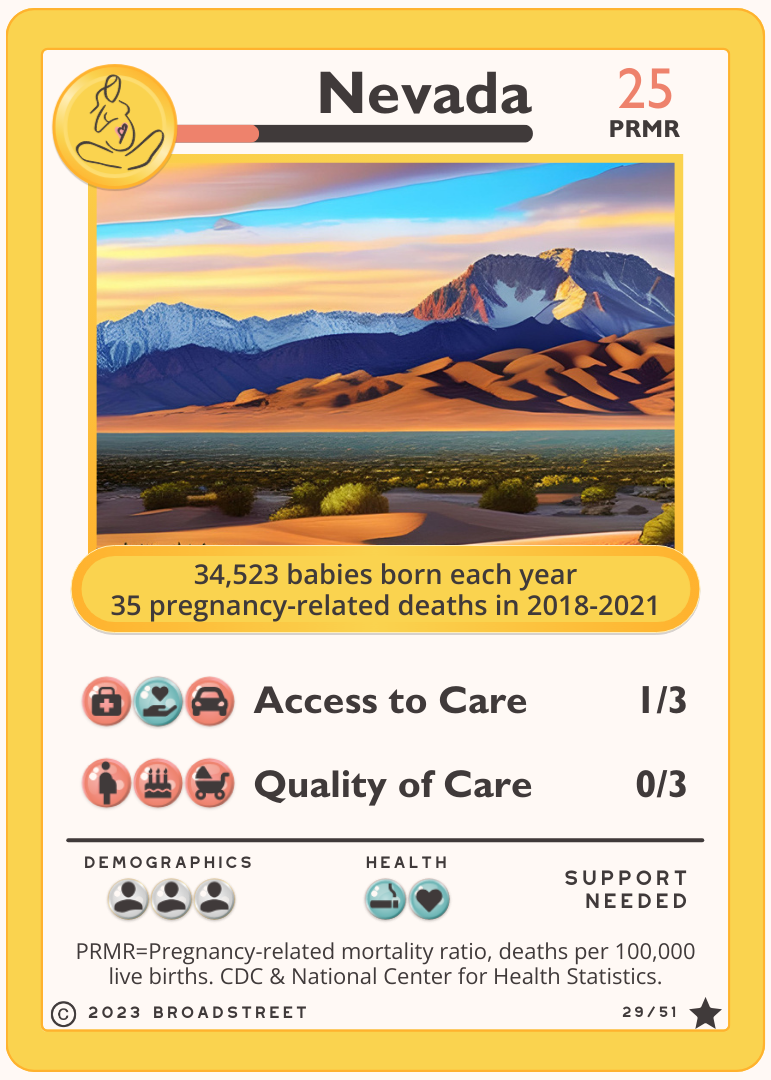 Nevada
25
PRMR
34,523 babies born each year
35 pregnancy-related deaths in 2018-2021
Access to Care 1/3
Quality of Care 0/3
DEMOGRAPHICS
HEALTH
SUPPORT
NEEDED
PRMR=Pregnancy-related mortality ratio, deaths per 100,000
live births. CDC & National Center for Health Statistics.
© 2023 BROADSTREET 29/51